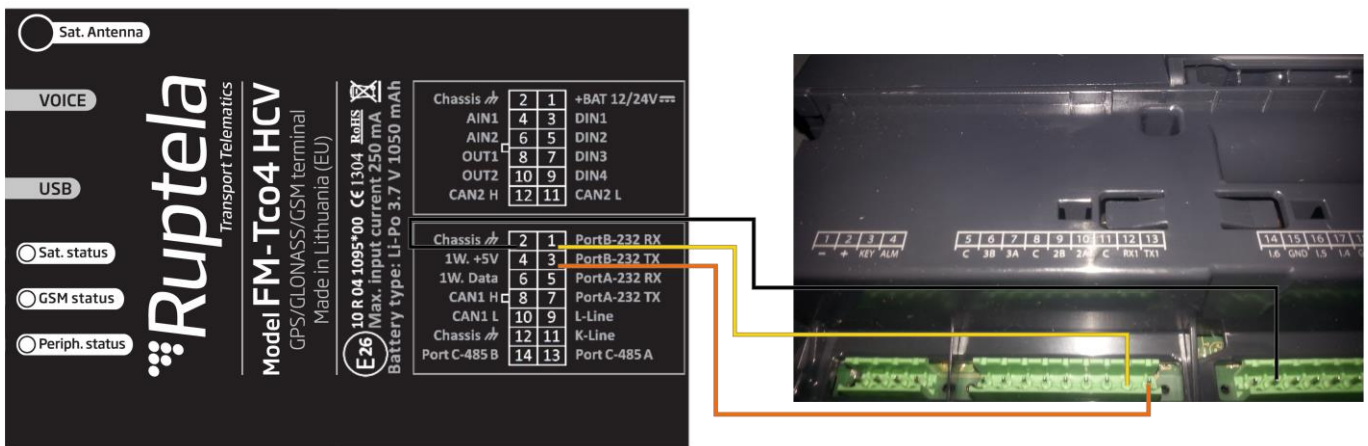 Sat. Antenna
VOICE
USB
Sat. status
GSM status
Periph. status
Ruptela
Transport Telematics
Model FM-Tco4 HCV
GPS/GLONASS/GSM terminal
Made in Lithuania (EU)
E26 10 R 04 1095*00 CE 1304 RoHS
Max. input current 250 mA
Battery type: Li-Po 3.7 V 1050 mAh
Chassis 2 1 +BAT 12/24V
AIN1 4 3 DIN1
AIN2 6 5 DIN2
OUT1 8 7 DIN3
OUT2 10 9 DIN4
CAN2 H 12 11 CAN2 L
Chassis 2 1 PortB-232 RX
1W. +5V 4 3 PortB-232 TX
1W. Data 6 5 PortA-232 RX
CAN1 H 8 7 PortA-232 TX
CAN1 L 10 9 L-Line
Chassis 12 11 K-Line
Port C-485 B 14 13 Port C-485 A
1 2 3 4
- + KEY ALM
5 6 7 8 9 10 11 12 13
C 3B 3A C 2B 2A C RX1 TX1
14 15 16 17
I.6 GND I.5 I.4